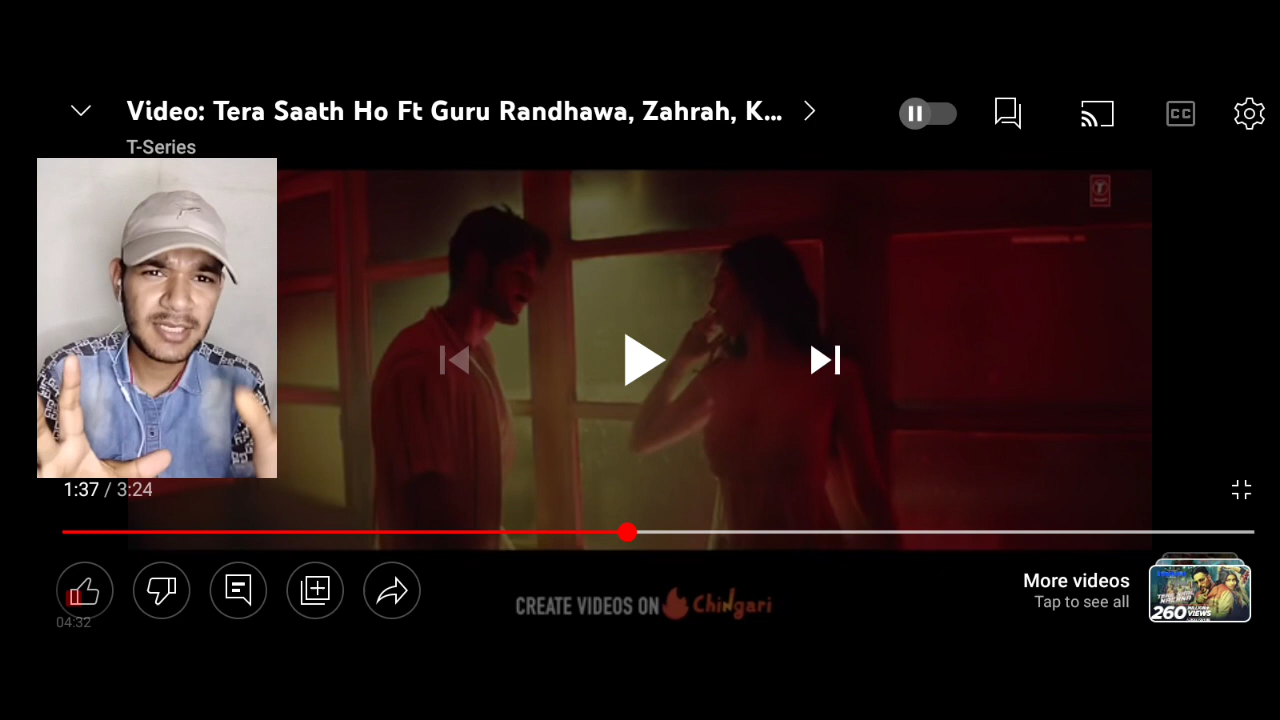 Video: Tera Saath Ho Ft Guru Randhawa, Zahrah, K...
T-Series
CC
1:37 / 3:24
04:32
CREATE VIDEOS ON Chingari
More videos
Tap to see all
260
VIEWS